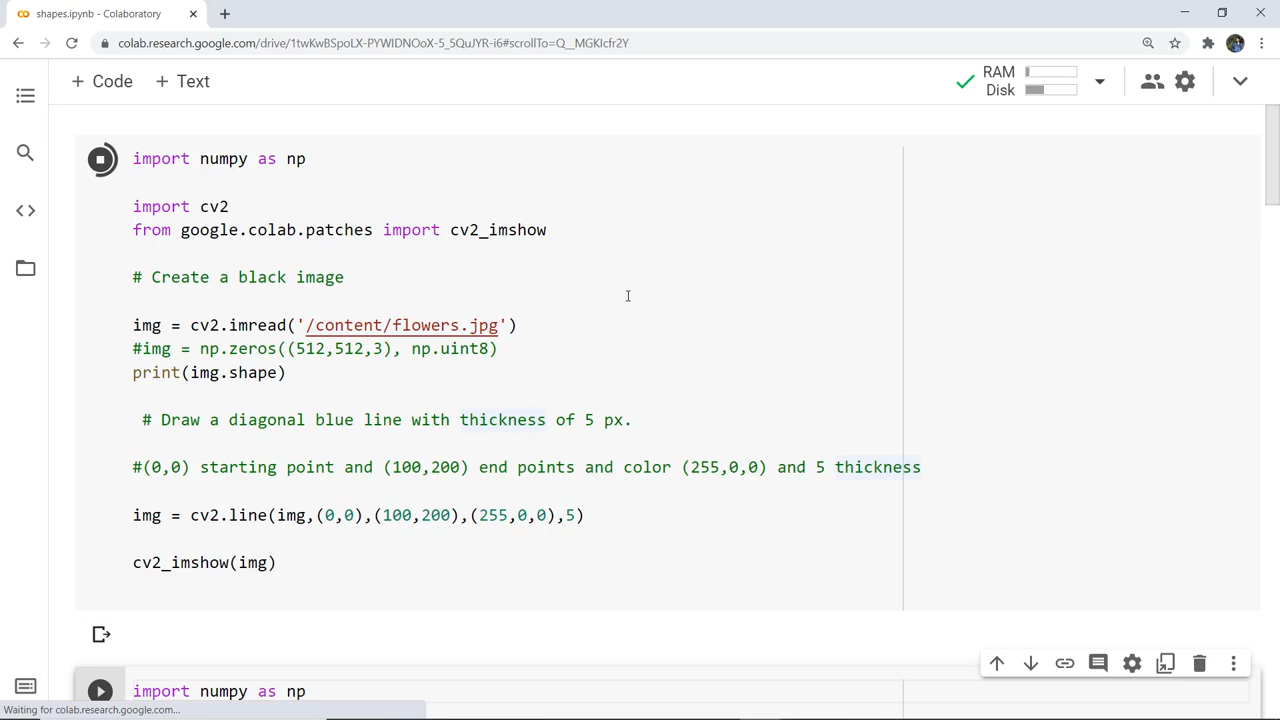 shapes.ipynb - Colaboratory
colab.research.google.com/drive/1twKwBSpoLX-PYWIDNOoX-5_5QuJYR-i6#scrollTo=Q__MGKIcfr2Y
+ Code + Text
RAM
Disk
import numpy as np
import cv2
from google.colab.patches import cv2_imshow
# Create a black image
img = cv2.imread('/content/flowers.jpg')
#img = np.zeros((512,512,3), np.uint8)
print(img.shape)
# Draw a diagonal blue line with thickness of 5 px.
#(0,0) starting point and (100,200) end points and color (255,0,0) and 5 thickness
img = cv2.line(img,(0,0),(100,200),(255,0,0),5)
cv2_imshow(img)
import numpy as np
Waiting for colab.research.google.com...